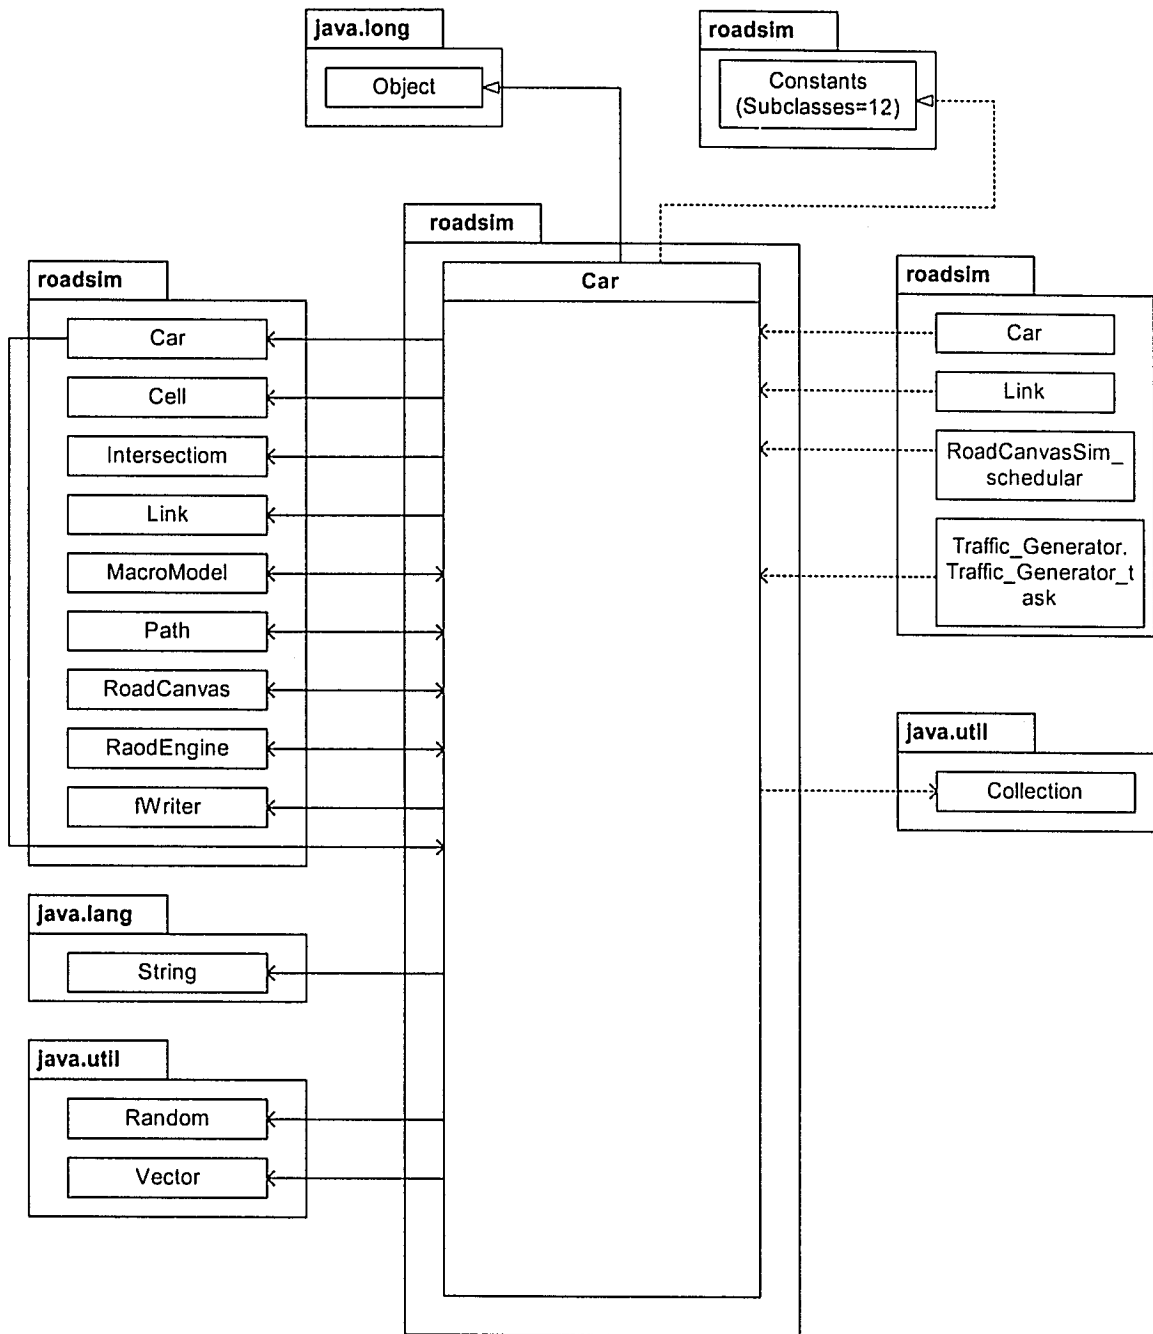 java.long
Object
roadsim
Constants
(Subclasses=12)
roadsim
Car
roadsim
Car
Cell
Intersectiom
Link
MacroModel
Path
RoadCanvas
RaodEngine
fWriter
java.lang
String
java.util
Random
Vector
roadsim
Car
Link
RoadCanvasSim_
schedular
Traffic_Generator.
Traffic_Generator_t
ask
java.util
Collection